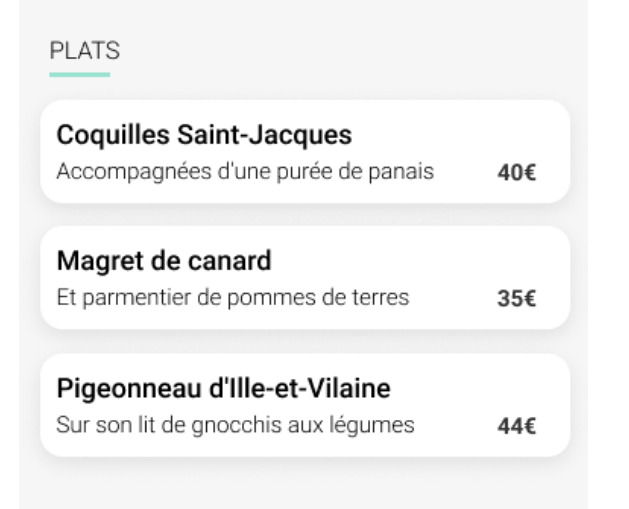 PLATS
Coquilles Saint-Jacques
Accompagnées d'une purée de panais 40€
Magret de canard
Et parmentier de pommes de terres 35€
Pigeonneau d'Ille-et-Vilaine
Sur son lit de gnocchis aux légumes 44€